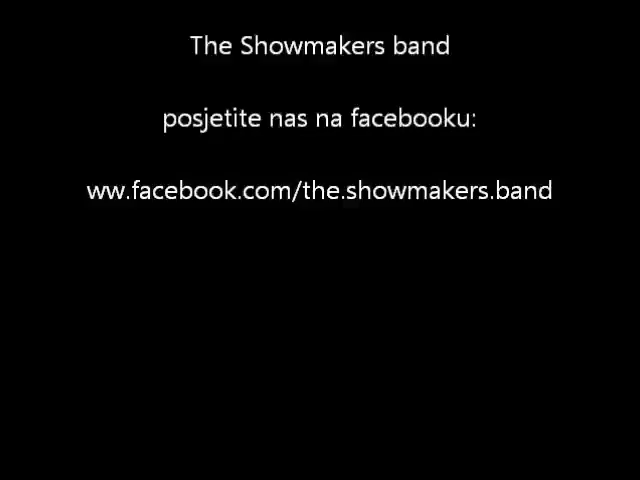 The Showmakers band
posjetite nas na facebooku:
ww.facebook.com/the.showmakers.band